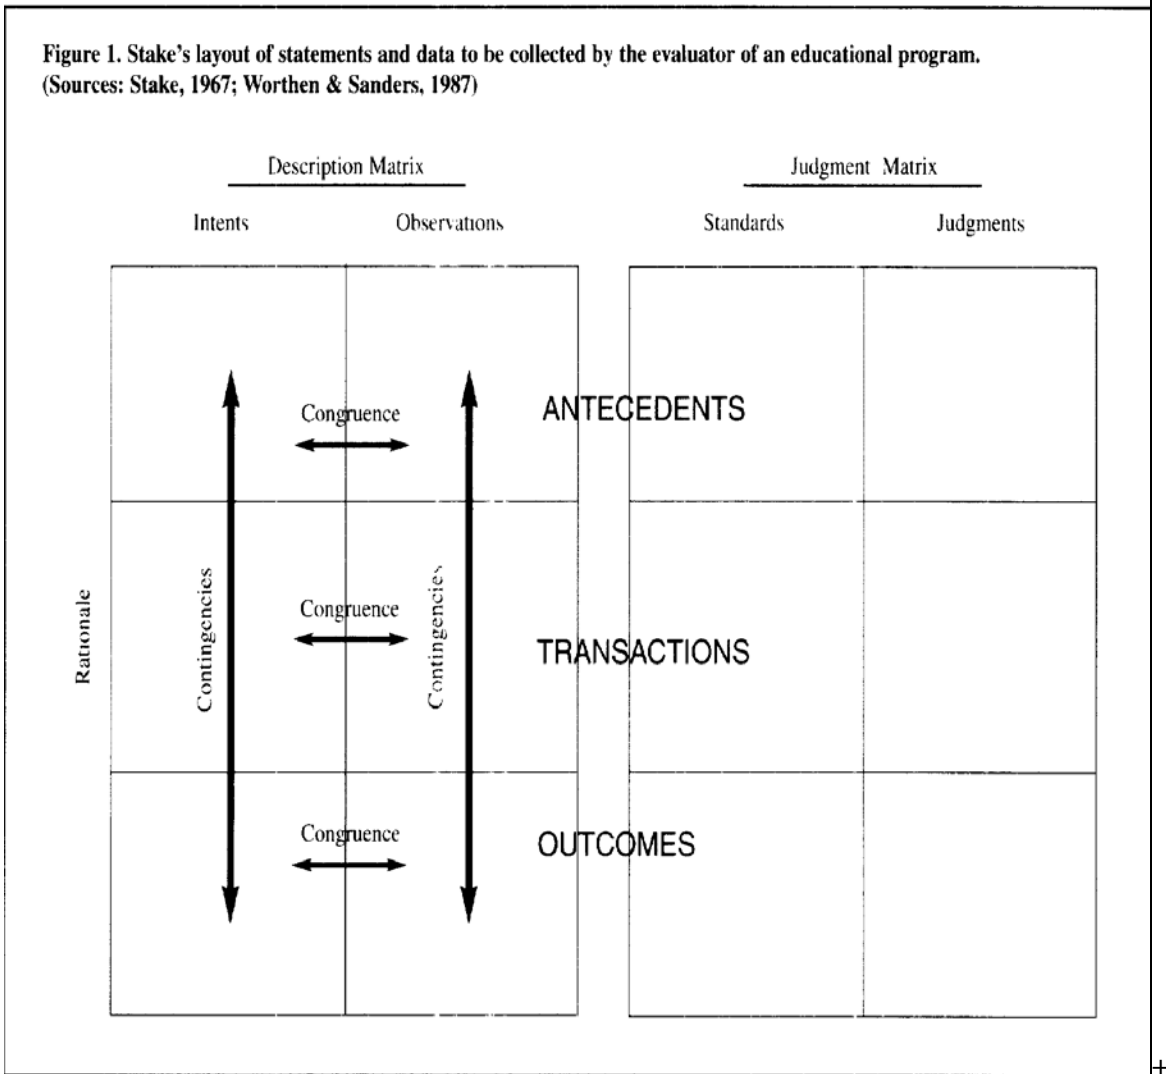 Figure 1. Stake's layout of statements and data to be collected by the evaluator of an educational program.
(Sources: Stake, 1967; Worthen & Sanders, 1987)
Description Matrix
Judgment Matrix
Intents
Observations
Standards
Judgments
Congruence
ANTECEDENTS
Rationale
Contingencies
Congruence
Contingencies
TRANSACTIONS
Congruence
OUTCOMES
+